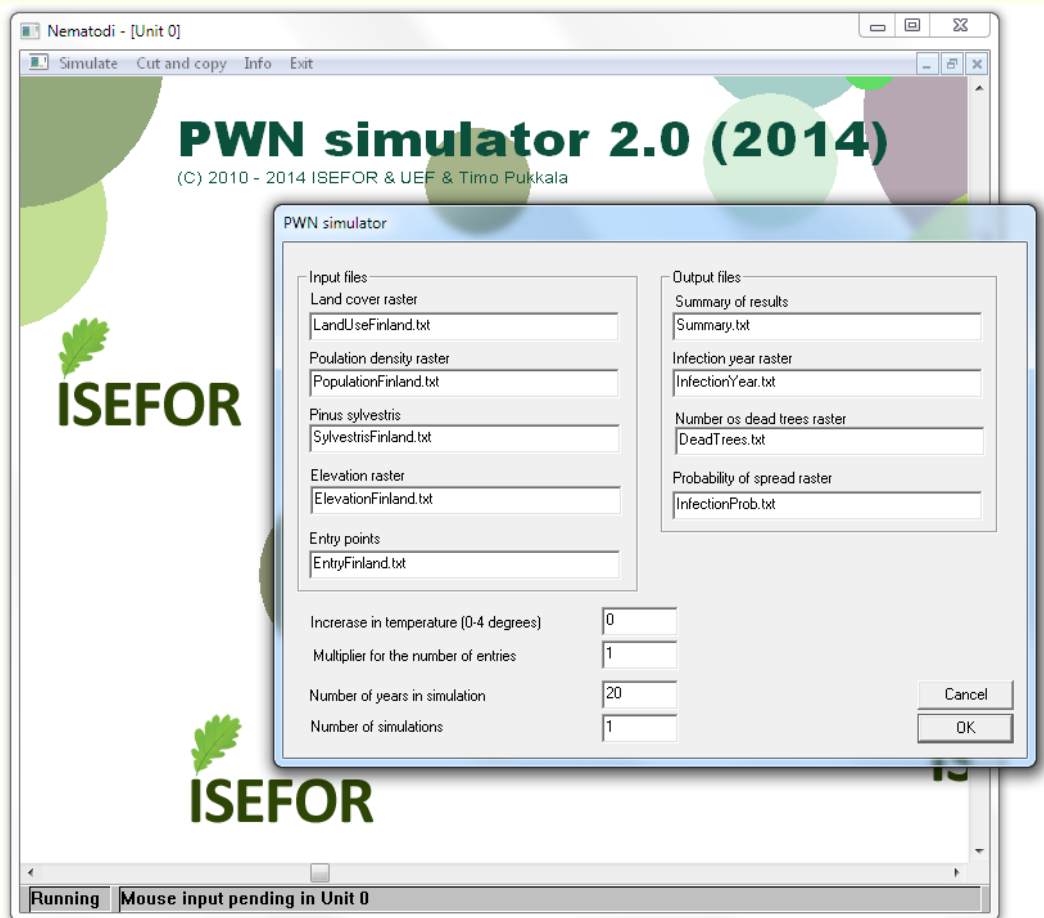 Nematodi - [Unit 0]
Simulate Cut and copy Info Exit
PWN simulator 2.0 (2014)
(C) 2010 - 2014 ISEFOR & UEF & Timo Pukkala
ISEFOR
PWN simulator
Input files
Land cover raster
LandUseFinland.txt
Poulation density raster
PopulationFinland.txt
Pinus sylvestris
SylvestrisFinland.txt
Elevation raster
ElevationFinland.txt
Entry points
EntryFinland.txt
Output files
Summary of results
Summary.txt
Infection year raster
InfectionYear.txt
Number os dead trees raster
DeadTrees.txt
Probability of spread raster
InfectionProb.txt
Increrase in temperature (0-4 degrees) 0
Multiplier for the number of entries 1
Number of years in simulation 20
Number of simulations 1
Cancel
OK
ISEFOR
Running Mouse input pending in Unit 0